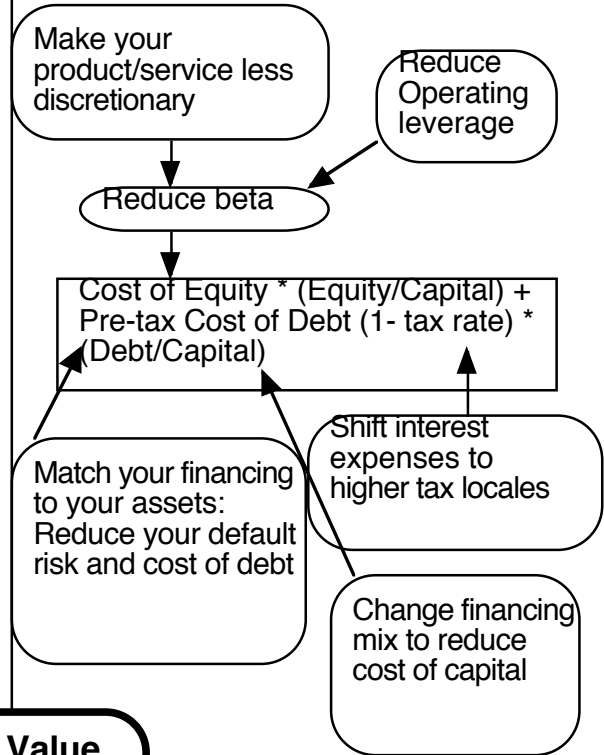 Make your
product/service less
discretionary
Reduce
Operating
leverage
Reduce beta
Cost of Equity * (Equity/Capital) +
Pre-tax Cost of Debt (1- tax rate) *
(Debt/Capital)
Shift interest
expenses to
higher tax locales
Match your financing
to your assets:
Reduce your default
risk and cost of debt
Change financing
mix to reduce
cost of capital
Value